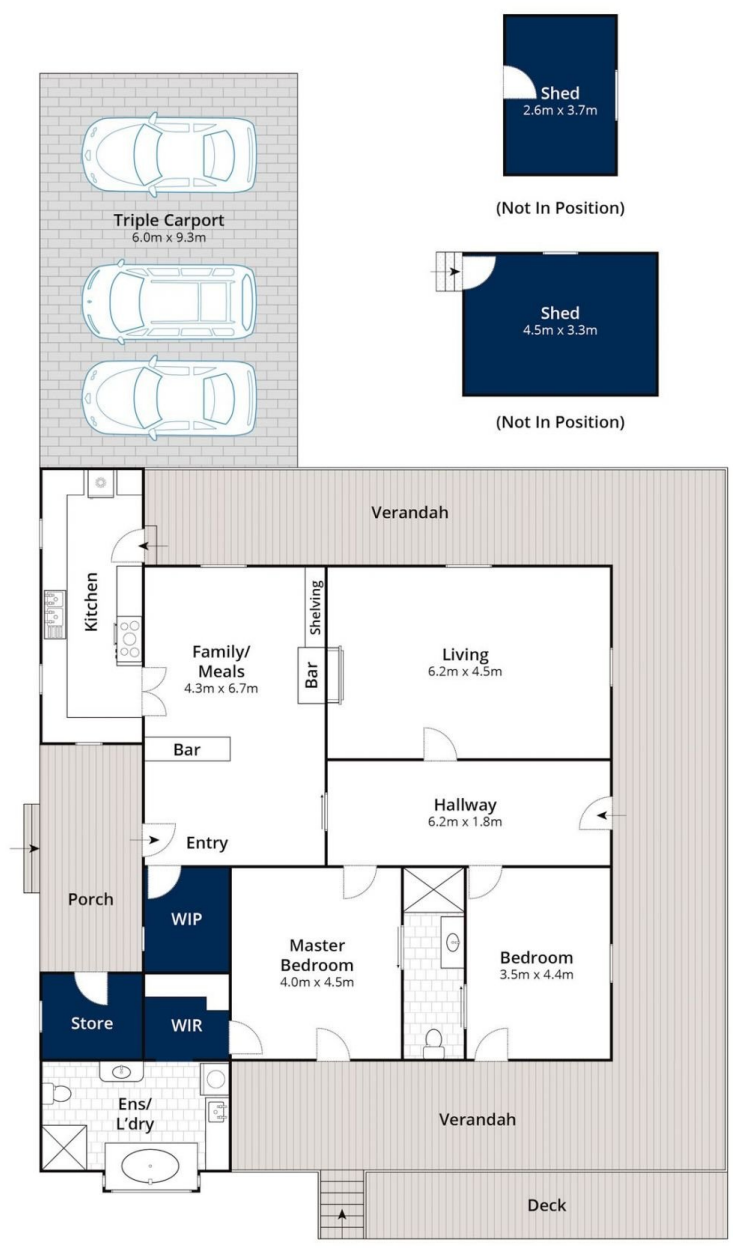 Shed
2.6m x 3.7m
(Not In Position)
Triple Carport
6.0m x 9.3m
Shed
4.5m x 3.3m
(Not In Position)
Verandah
Kitchen
Shelving
Family/
Meals
4.3m x 6.7m
Bar
Living
6.2m x 4.5m
Bar
Hallway
6.2m x 1.8m
Entry
Porch
WIP
Master
Bedroom
4.0m x 4.5m
Bedroom
3.5m x 4.4m
Store
WIR
Ens/
L'dry
Verandah
Deck